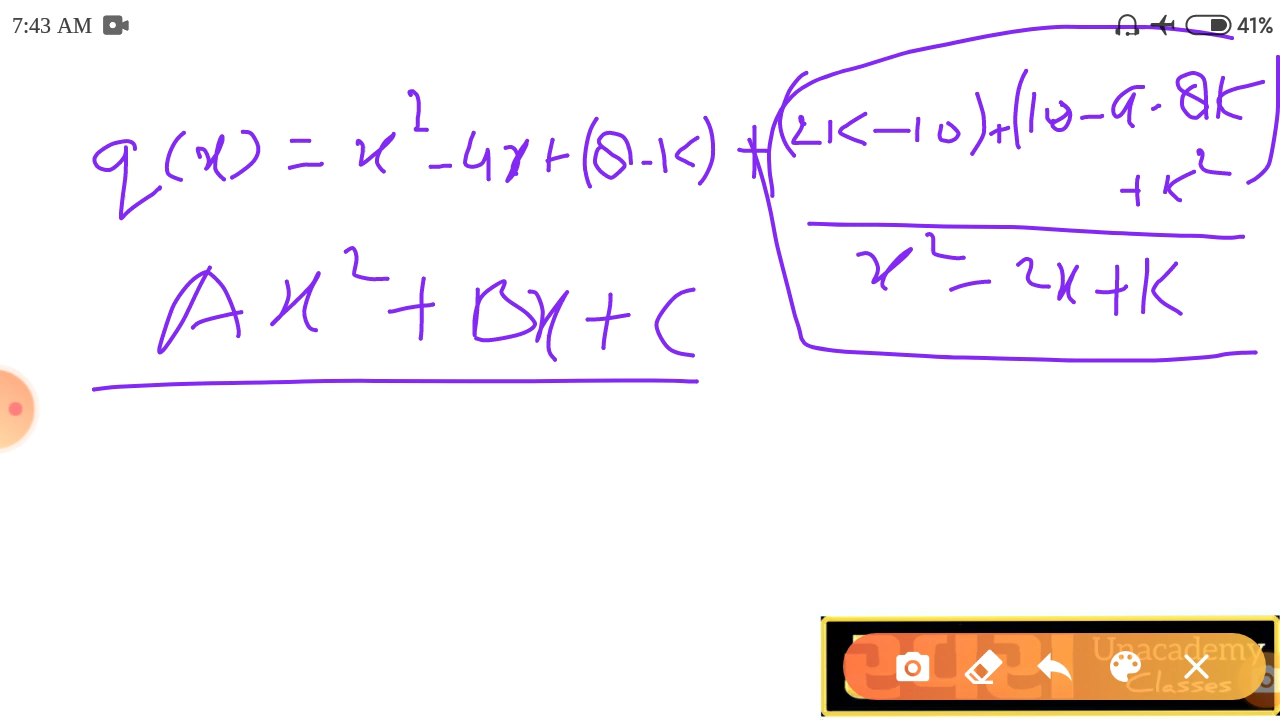 7:43 AM 41%
q(x) = x² - 4x + (8 - K) + (2K - 10) + (10 - a - 8K + K²)
x² - 2x + K
Ax² + Bx + C
Unacademy
Classes